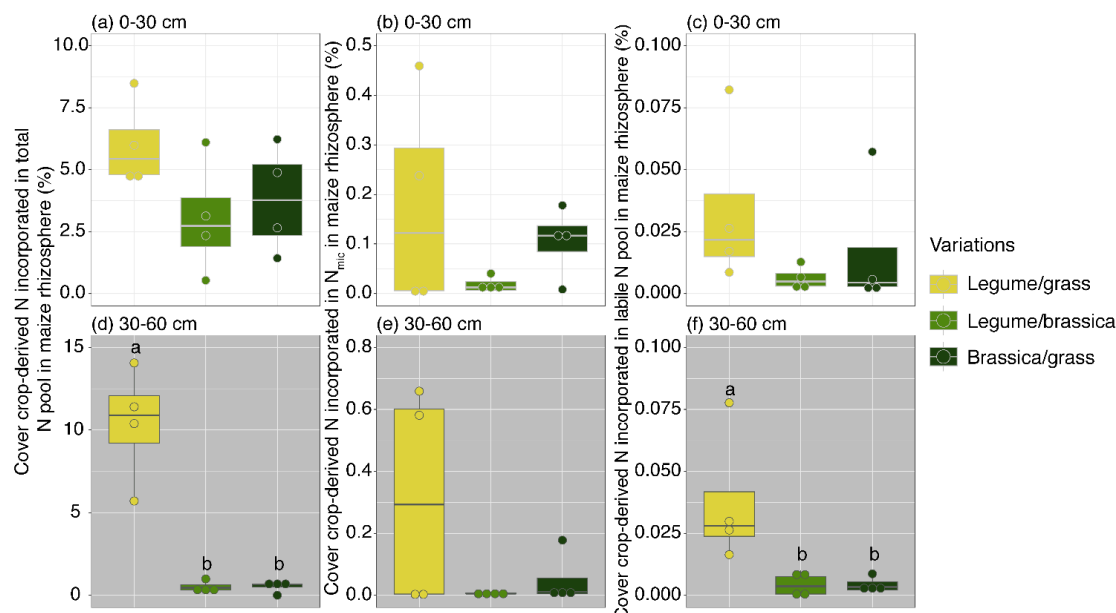 (a) 0-30 cm
(b) 0-30 cm
(c) 0-30 cm
Cover crop-derived N incorporated in total
N pool in maize rhizosphere (%)
10.0
7.5
5.0
2.5
0.0
Cover crop-derived N incorporated in Nmic in maize rhizosphere (%)
0.5
0.4
0.3
0.2
0.1
0.0
Cover crop-derived N incorporated in labile N pool in maize rhizosphere (%)
0.100
0.075
0.050
0.025
0.000
(d) 30-60 cm
(e) 30-60 cm
(f) 30-60 cm
15
10
5
0
a
b
b
0.8
0.6
0.4
0.2
0.0
0.100
0.075
0.050
0.025
0.000
a
b
b
Variations
Legume/grass
Legume/brassica
Brassica/grass